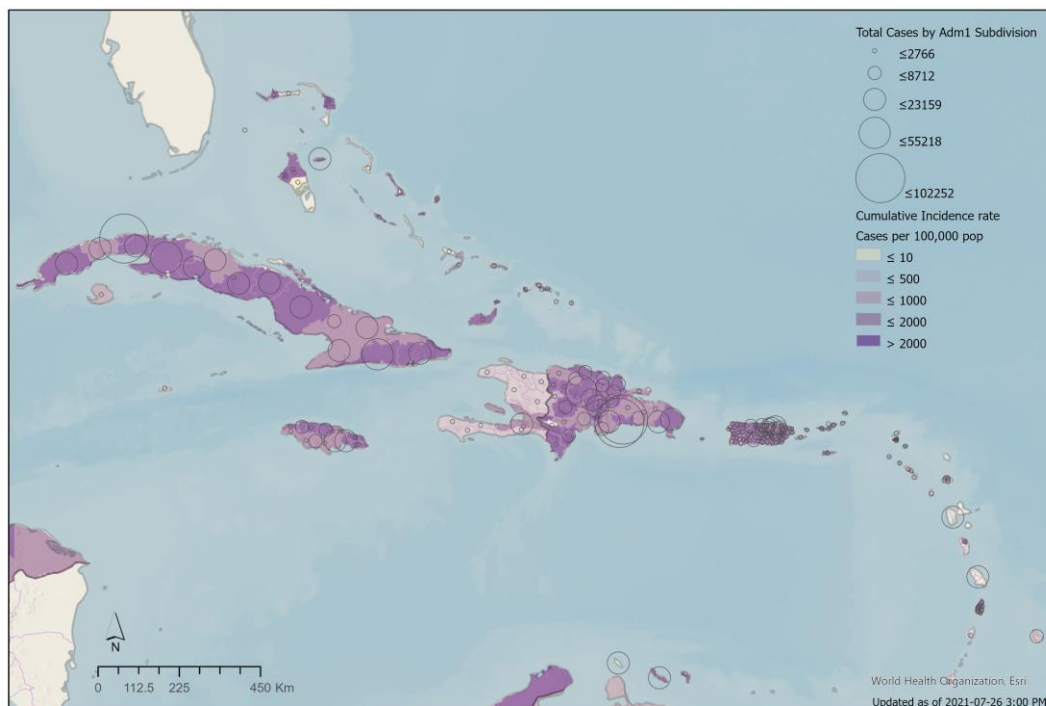 Total Cases by Adm1 Subdivision
≤2766
≤8712
≤23159
≤55218
≤102252
Cumulative Incidence rate
Cases per 100,000 pop
≤ 10
≤ 500
≤ 1000
≤ 2000
> 2000
N
0 112.5 225 450 Km
World Health Organization, Esri
Updated as of 2021-07-26 3:00 PM